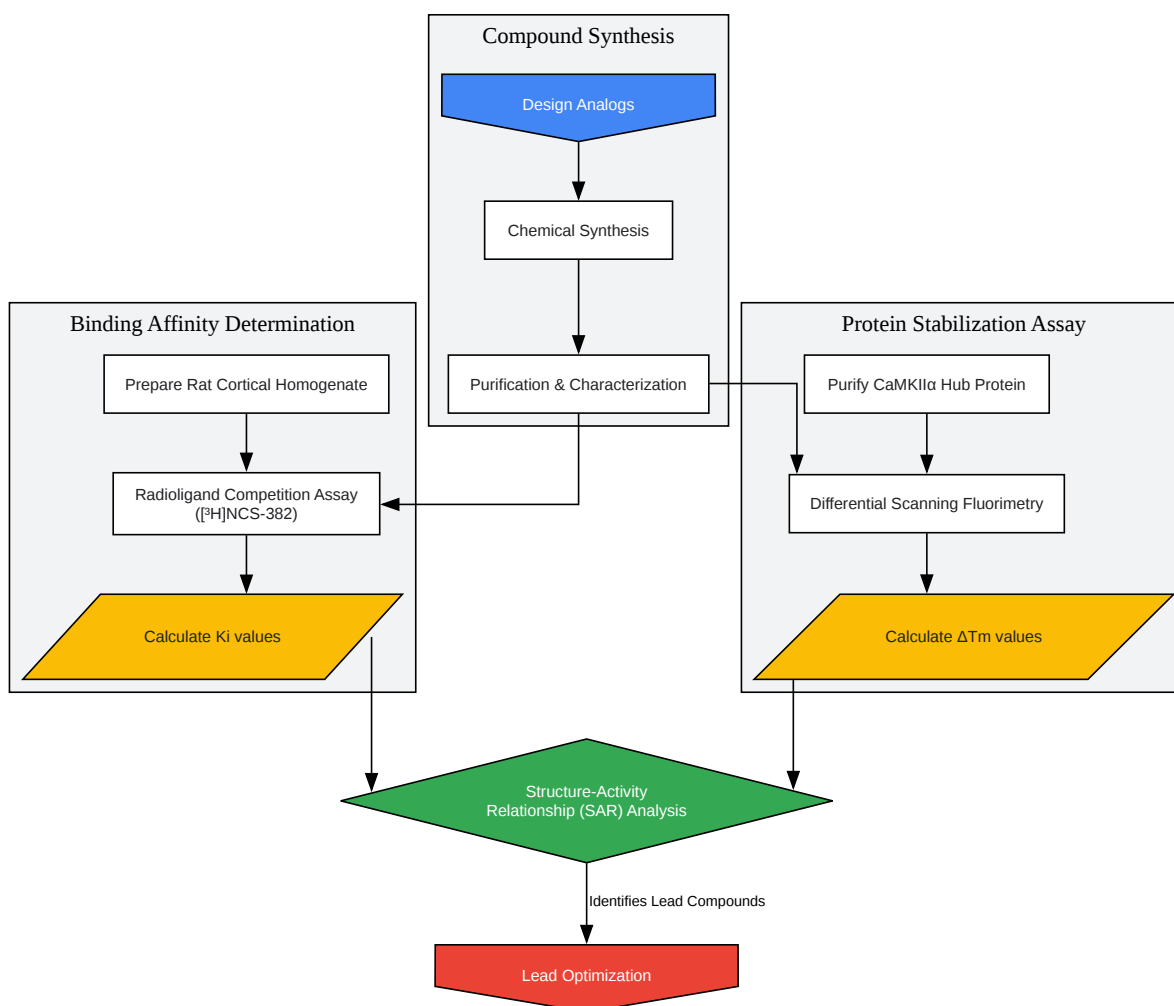 Compound Synthesis
Design Analogs
Chemical Synthesis
Purification & Characterization
Binding Affinity Determination
Prepare Rat Cortical Homogenate
Radioligand Competition Assay
([³H]NCS-382)
Calculate Ki values
Protein Stabilization Assay
Purify CaMKIIα Hub Protein
Differential Scanning Fluorimetry
Calculate ΔTm values
Structure-Activity
Relationship (SAR) Analysis
Identifies Lead Compounds
Lead Optimization